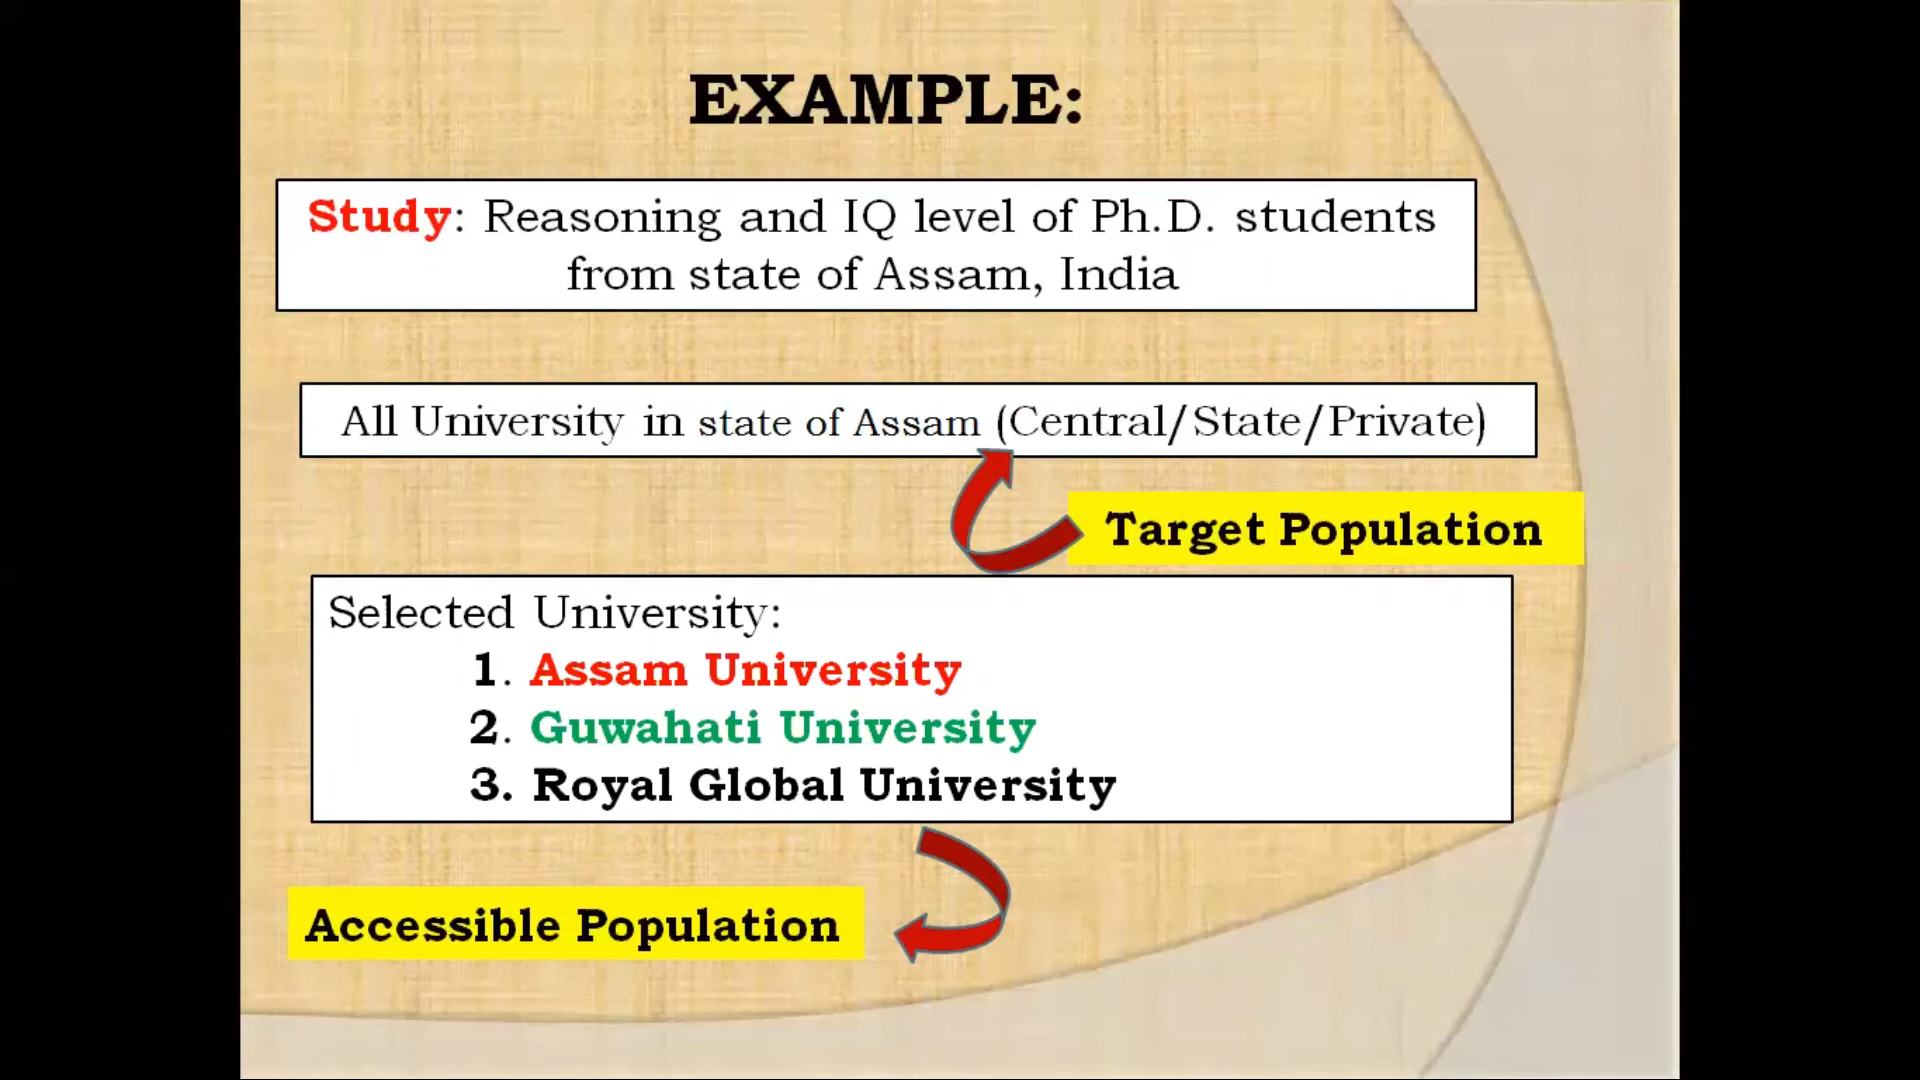 EXAMPLE:
Study: Reasoning and IQ level of Ph.D. students
from state of Assam, India
All University in state of Assam (Central/State/Private)
Target Population
Selected University:
1. Assam University
2. Guwahati University
3. Royal Global University
Accessible Population